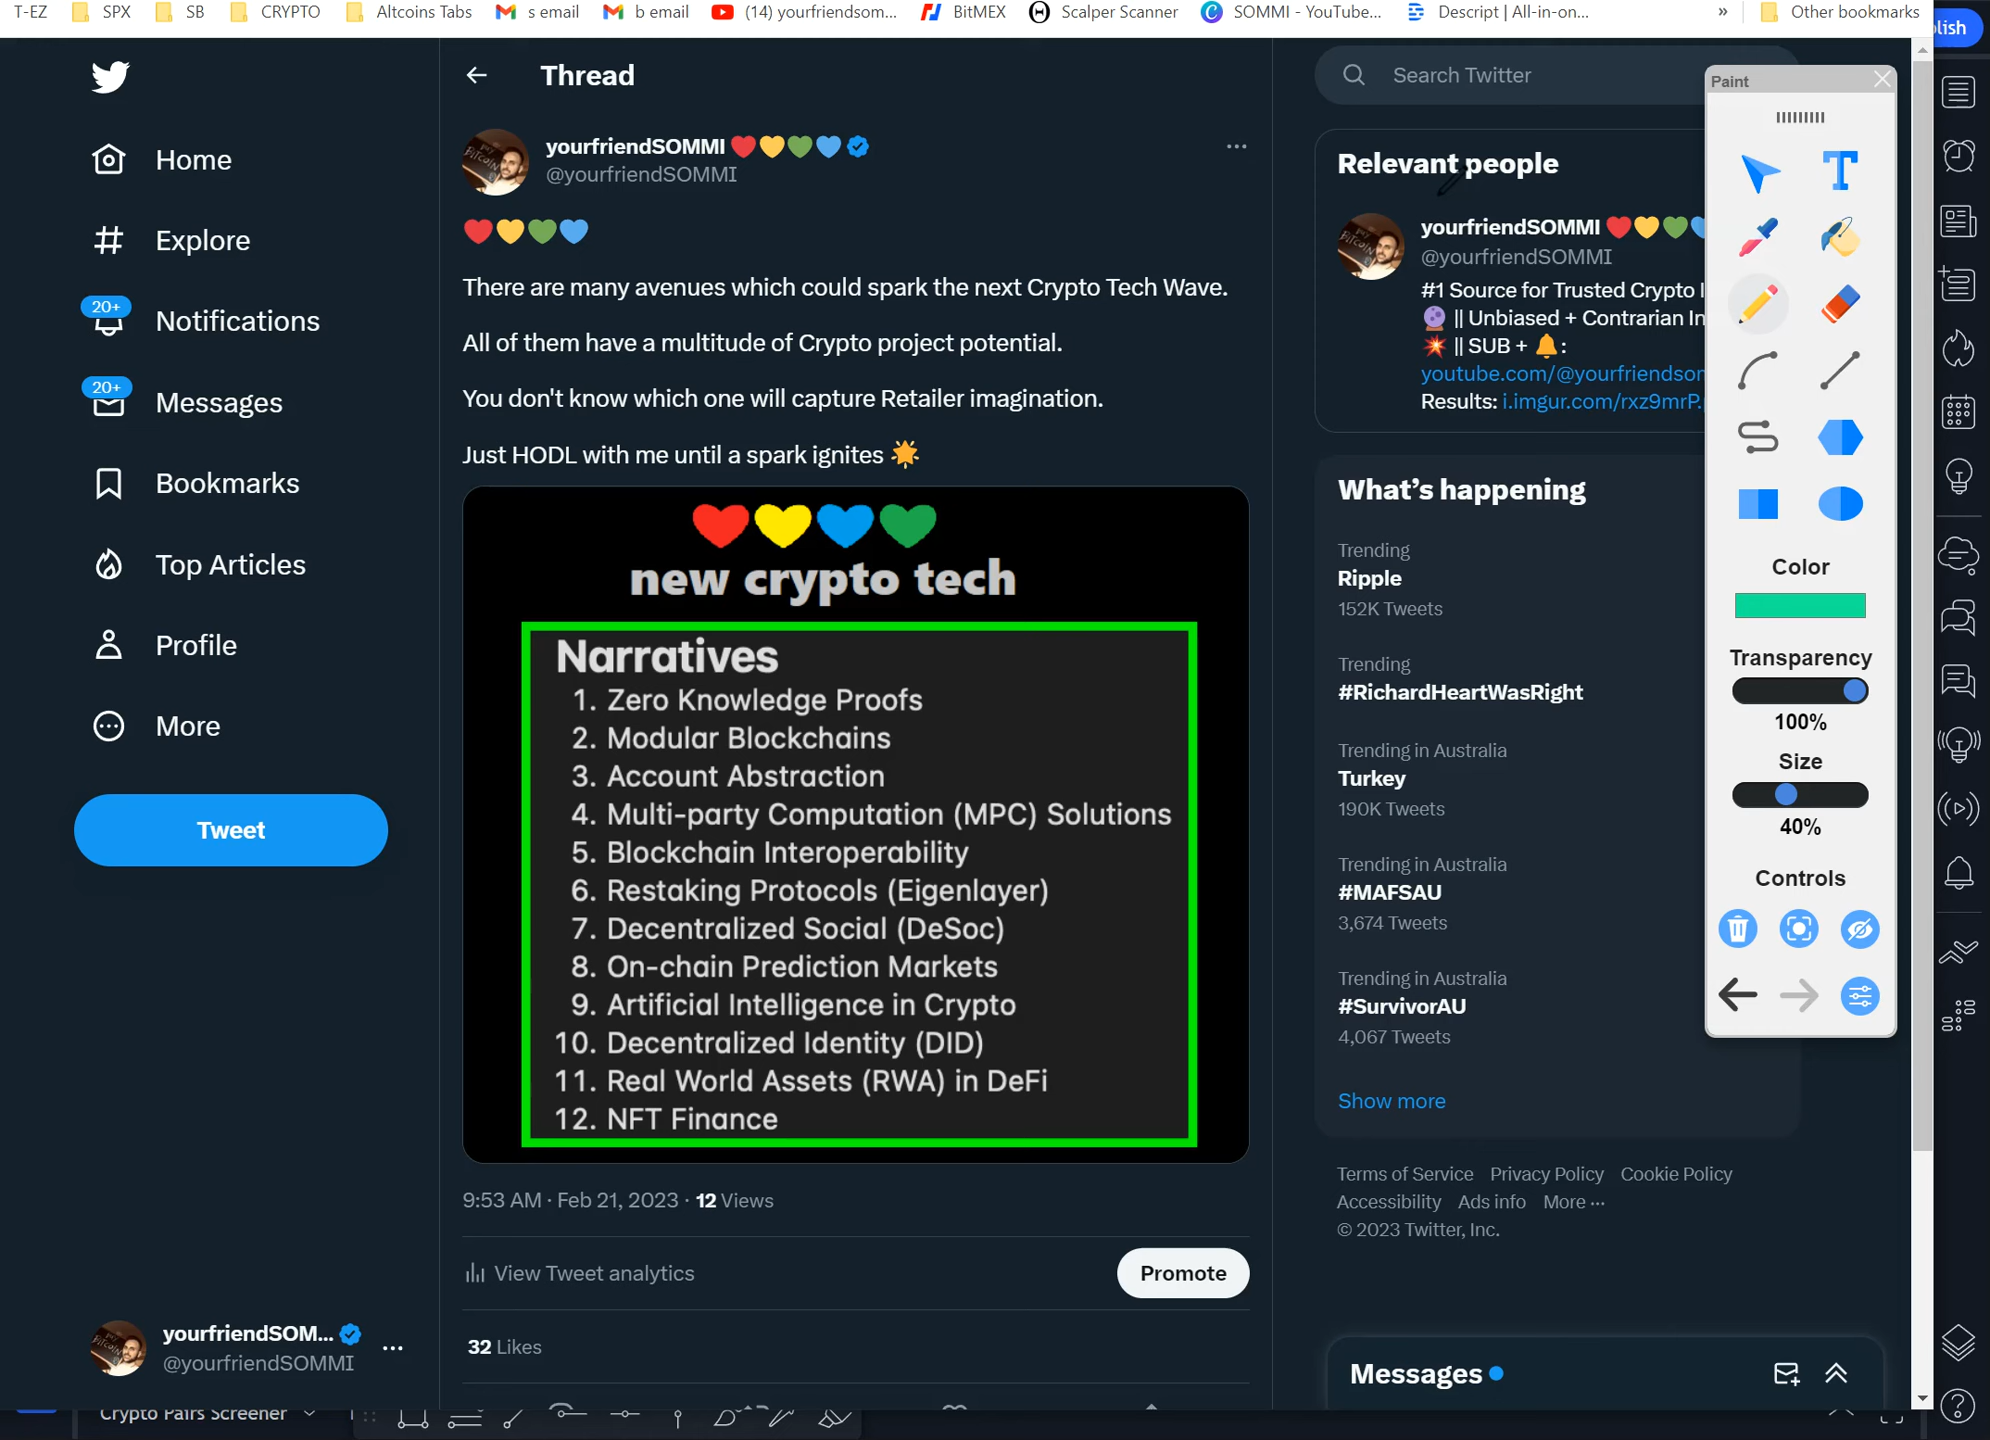 T-EZ SPX SB CRYPTO Altcoins Tabs s email b email (14) yourfriendsom... BitMEX Scalper Scanner SOMMI - YouTube... Descript | All-in-on... » Other bookmarks
lish
Home
Explore
20+
Notifications
20+
Messages
Bookmarks
Top Articles
Profile
More
Tweet
yourfriendSOM...
@yourfriendSOMMI
Thread
yourfriendSOMMI
@yourfriendSOMMI
There are many avenues which could spark the next Crypto Tech Wave.
All of them have a multitude of Crypto project potential.
You don't know which one will capture Retailer imagination.
Just HODL with me until a spark ignites
new crypto tech
Narratives
1. Zero Knowledge Proofs
2. Modular Blockchains
3. Account Abstraction
4. Multi-party Computation (MPC) Solutions
5. Blockchain Interoperability
6. Restaking Protocols (Eigenlayer)
7. Decentralized Social (DeSoc)
8. On-chain Prediction Markets
9. Artificial Intelligence in Crypto
10. Decentralized Identity (DID)
11. Real World Assets (RWA) in DeFi
12. NFT Finance
9:53 AM · Feb 21, 2023 · 12 Views
View Tweet analytics
Promote
32 Likes
Search Twitter
Relevant people
yourfriendSOMMI
@yourfriendSOMMI
#1 Source for Trusted Crypto I
|| Unbiased + Contrarian In
|| SUB + :
youtube.com/@yourfriendsom
Results: i.imgur.com/rxz9mrP.
What's happening
Trending
Ripple
152K Tweets
Trending
#RichardHeartWasRight
Trending in Australia
Turkey
190K Tweets
Trending in Australia
#MAFSAU
3,674 Tweets
Trending in Australia
#SurvivorAU
4,067 Tweets
Show more
Terms of Service Privacy Policy Cookie Policy
Accessibility Ads info More ···
© 2023 Twitter, Inc.
Messages
Paint
Color
Transparency
100%
Size
40%
Controls
Crypto Pairs Screener